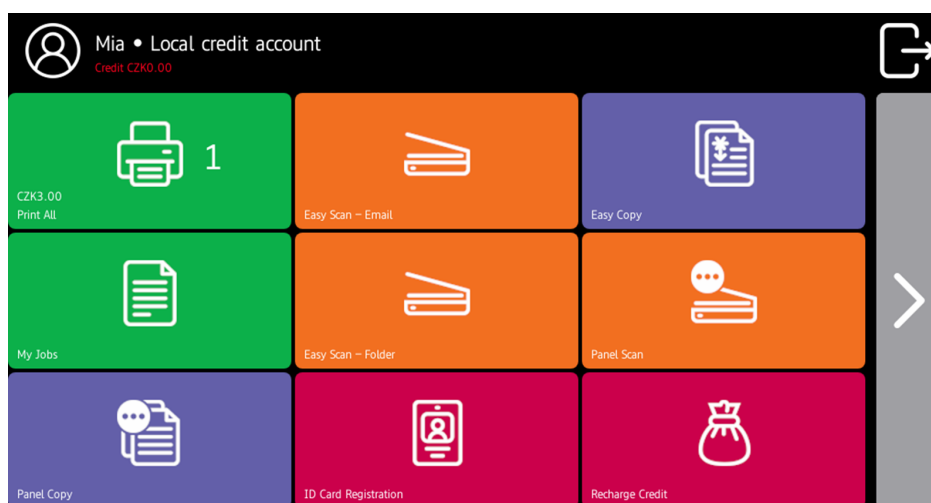 Mia • Local credit account
Credit CZK0.00
1
CZK3.00
Print All
Easy Scan – Email
Easy Copy
My Jobs
Easy Scan – Folder
Panel Scan
Panel Copy
ID Card Registration
Recharge Credit